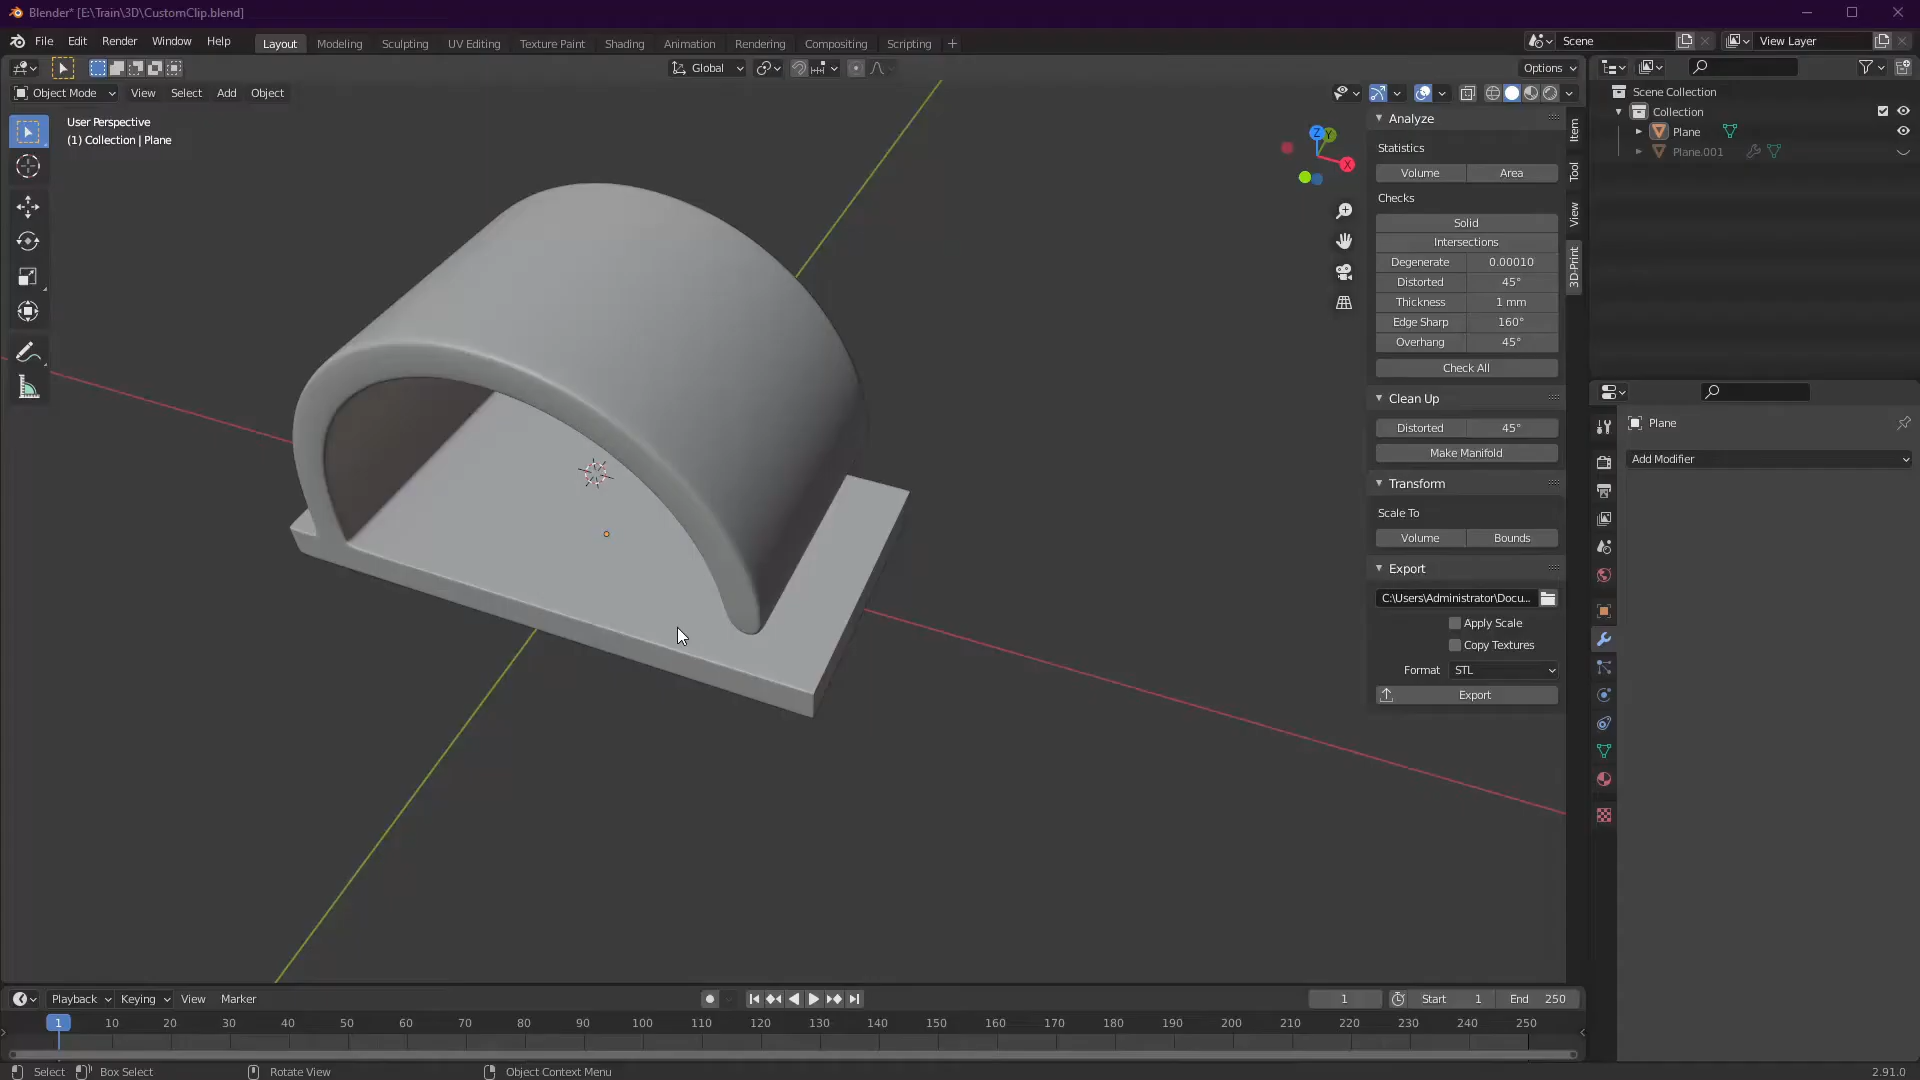 Blender* [E:\Train\3D\CustomClip.blend]
File Edit Render Window Help Layout Modeling Sculpting UV Editing Texture Paint Shading Animation Rendering Compositing Scripting + Scene View Layer
Global Options
Object Mode View Select Add Object
User Perspective
(1) Collection | Plane
Z Y X
Analyze
Statistics
Volume Area
Checks
Solid
Intersections
Degenerate 0.00010
Distorted 45°
Thickness 1 mm
Edge Sharp 160°
Overhang 45°
Check All
Clean Up
Distorted 45°
Make Manifold
Transform
Scale To
Volume Bounds
Export
C:\Users\Administrator\Docu...
Apply Scale
Copy Textures
Format STL
Export
Item
Tool
View
3D-Print
Scene Collection
Collection
Plane
Plane.001
Plane
Add Modifier
Playback Keying View Marker 1 Start 1 End 250
1 10 20 30 40 50 60 70 80 90 100 110 120 130 140 150 160 170 180 190 200 210 220 230 240 250
Select Box Select Rotate View Object Context Menu 2.91.0